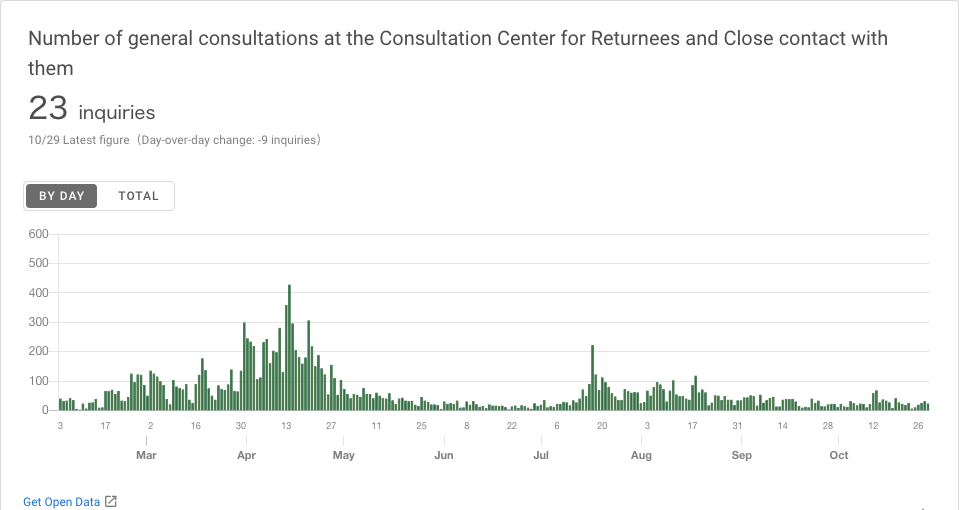 Number of general consultations at the Consultation Center for Returnees and Close contact with
them
23 inquiries
10/29 Latest figure（Day-over-day change: -9 inquiries）
BY DAY TOTAL
600
500
400
300
200
100
0
3 17 2 16 30 13 27 11 25 8 22 6 20 3 17 31 14 28 12 26
Mar Apr May Jun Jul Aug Sep Oct
Get Open Data